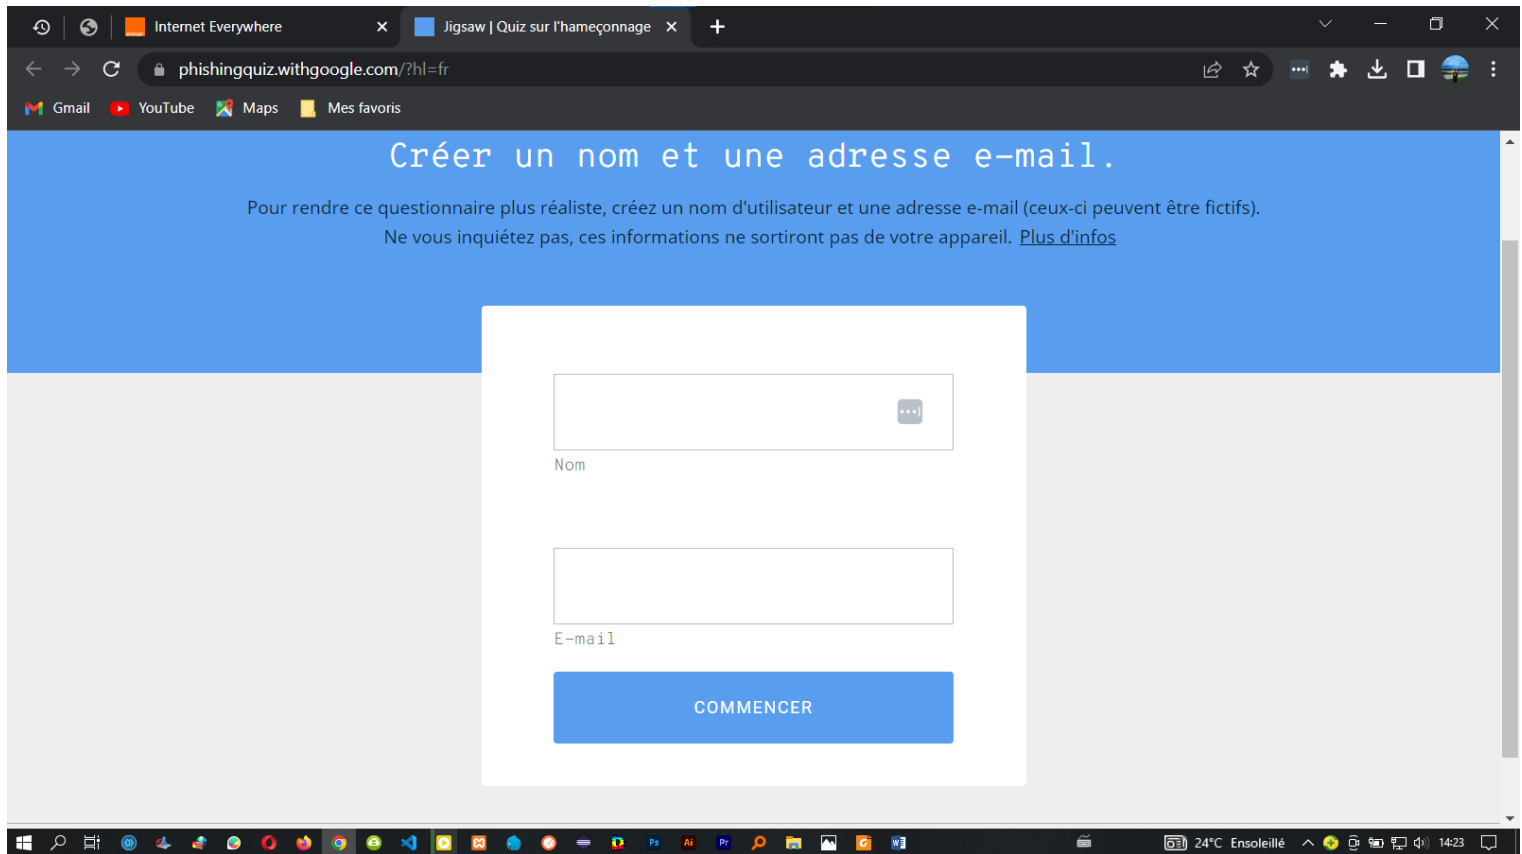 Internet Everywhere
Jigsaw | Quiz sur l'hameçonnage
phishingquiz.withgoogle.com/?hl=fr
Gmail YouTube Maps Mes favoris
Créer un nom et une adresse e-mail.
Pour rendre ce questionnaire plus réaliste, créez un nom d'utilisateur et une adresse e-mail (ceux-ci peuvent être fictifs).
Ne vous inquiétez pas, ces informations ne sortiront pas de votre appareil. Plus d'infos
Nom
E-mail
COMMENCER
Ps Ai Pr
24°C Ensoleillé 14:23